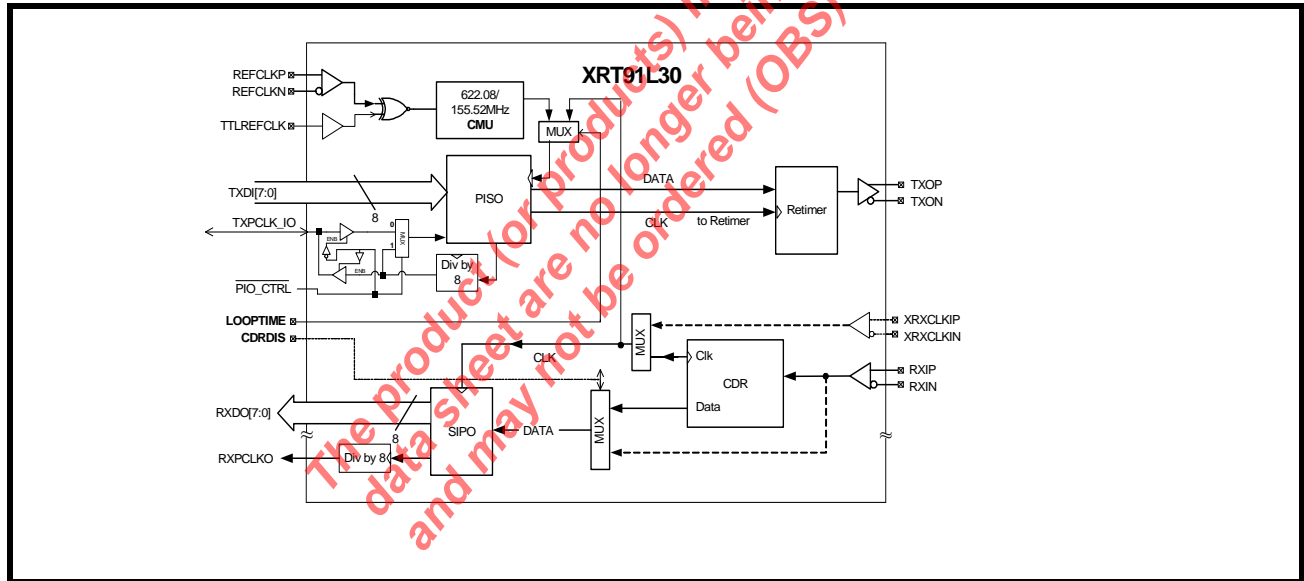 XRT91L30
REFCLKP
REFCLKN
TTLREFCLK
622.08/
155.52MHz
CMU
MUX
TXDI[7:0]
8
PISO
DATA
CLK
to Retimer
Retimer
TXOP
TXON
TXPCLK_IO
ENB
ENB
0
1
MUX
Div by
8
PIO_CTRL
LOOPTIME
CDRDIS
XRXCLKIP
XRXCLKIN
MUX
CLK
Clk
CDR
Data
RXIP
RXIN
RXDO[7:0]
8
SIPO
DATA
MUX
RXPCLKO
Div by 8
The product (or products)
data sheet are no longer
and may not be ordered (OBS)